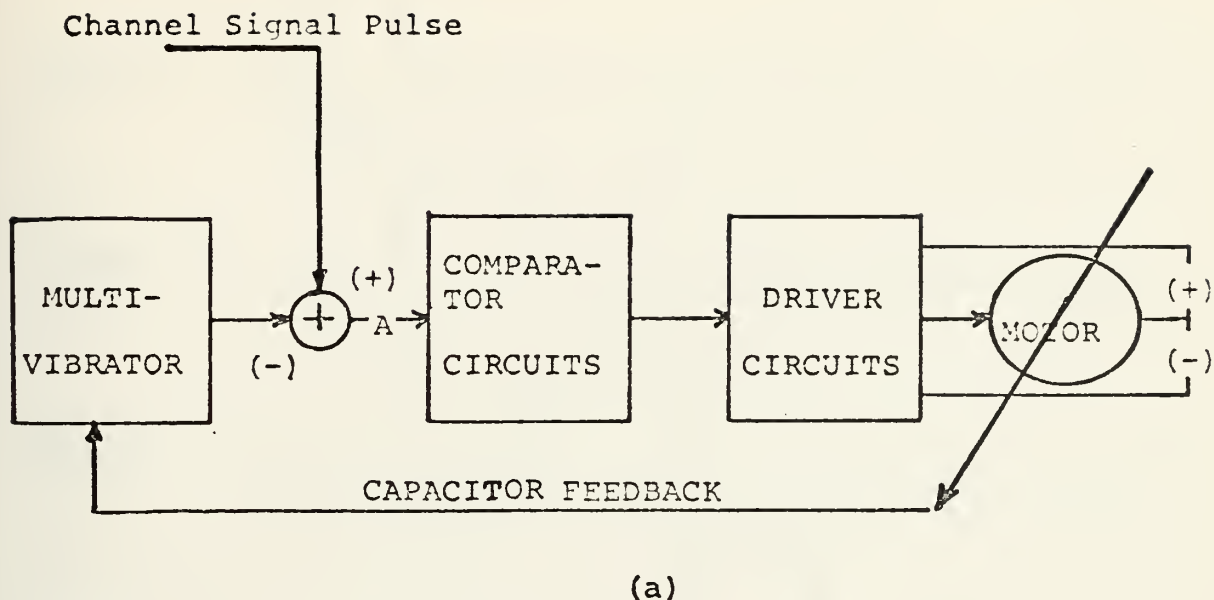 Channel Signal Pulse
MULTI-
VIBRATOR
(+)
+
(-)
A
COMPARA-
TOR
CIRCUITS
DRIVER
CIRCUITS
MOTOR
(+)
(-)
CAPACITOR FEEDBACK
(a)